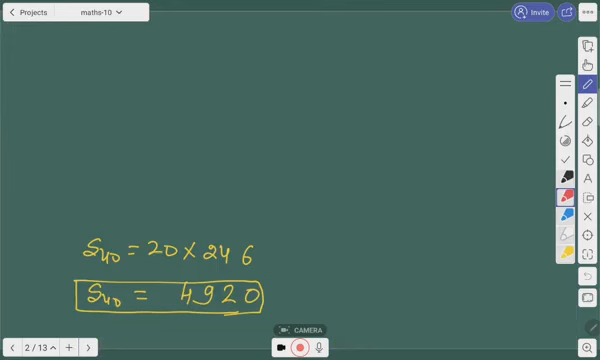 Projects
maths-10
Invite
S₄₀ = 20 × 246
S₄₀ = 4920
CAMERA
2 / 13